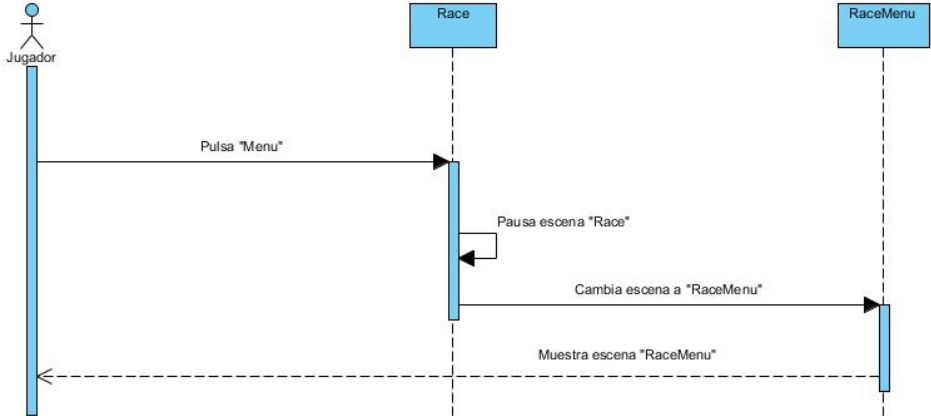 Race
RaceMenu
Jugador
Pulsa "Menu"
Pausa escena "Race"
Cambia escena a "RaceMenu"
Muestra escena "RaceMenu"